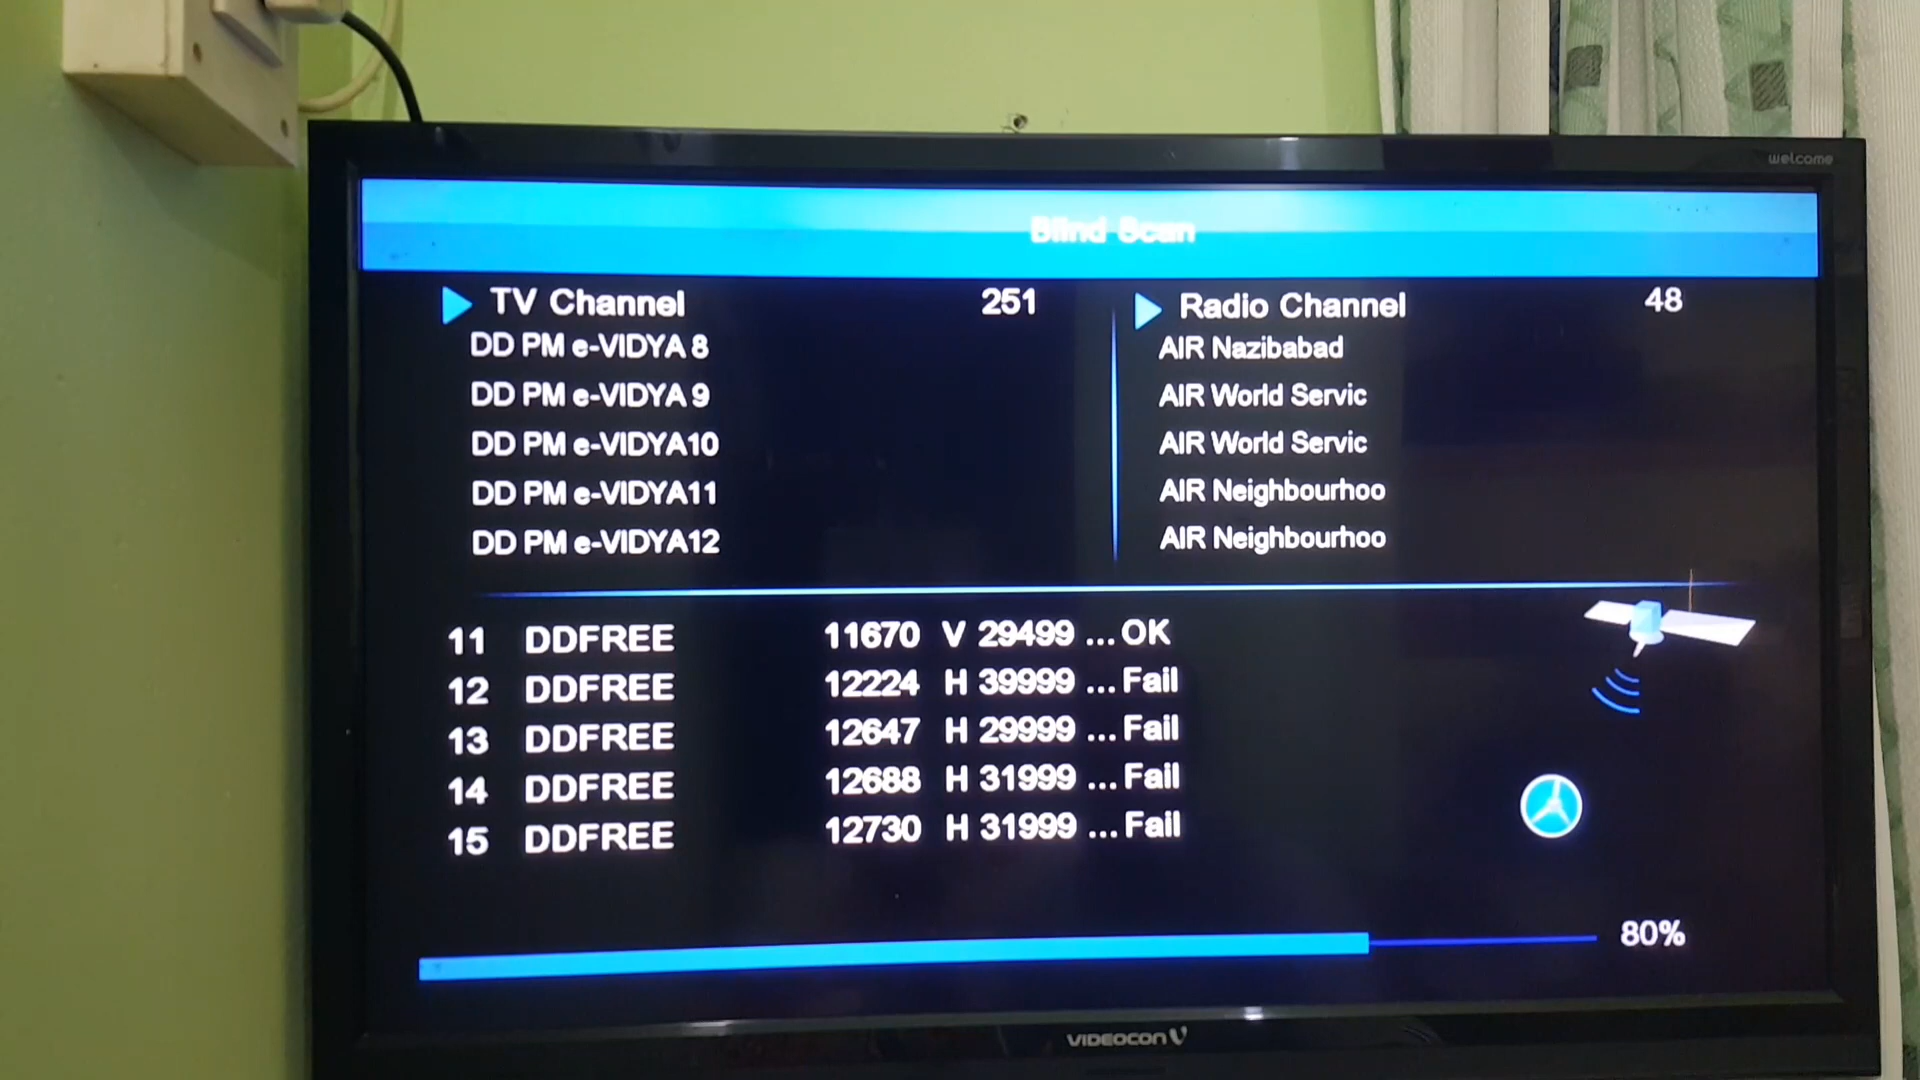 welcome
Blind Scan
TV Channel 251
DD PM e-VIDYA 8
DD PM e-VIDYA 9
DD PM e-VIDYA10
DD PM e-VIDYA11
DD PM e-VIDYA12
Radio Channel 48
AIR Nazibabad
AIR World Servic
AIR World Servic
AIR Neighbourhoo
AIR Neighbourhoo
11 DDFREE 11670 V 29499 ... OK
12 DDFREE 12224 H 39999 ... Fail
13 DDFREE 12647 H 29999 ... Fail
14 DDFREE 12688 H 31999 ... Fail
15 DDFREE 12730 H 31999 ... Fail
80%
VIDEOCON